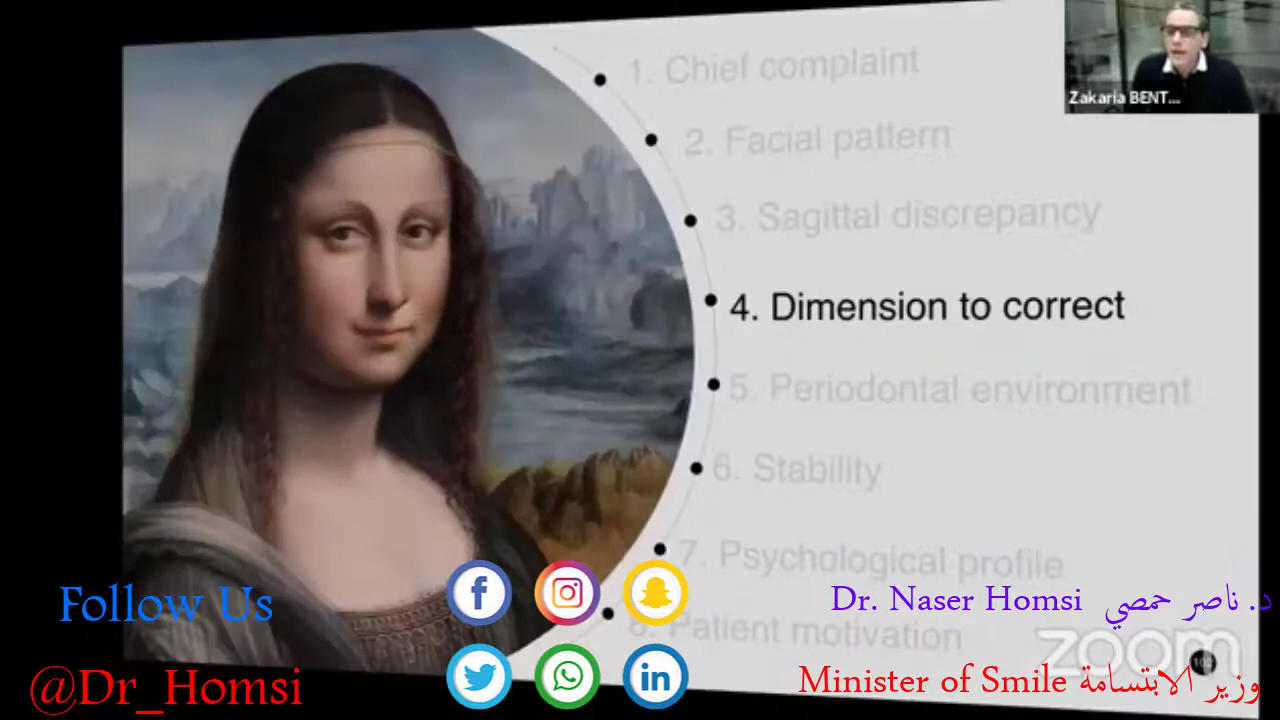 1. Chief complaint
Zakaria BENT...
2. Facial pattern
3. Sagittal discrepancy
4. Dimension to correct
5. Periodontal environment
6. Stability
7. Psychological profile
8. Patient motivation
Follow Us
Dr. Naser Homsi د. ناصر حمصي
zoom
@Dr_Homsi
Minister of Smile وزير الابتسامة